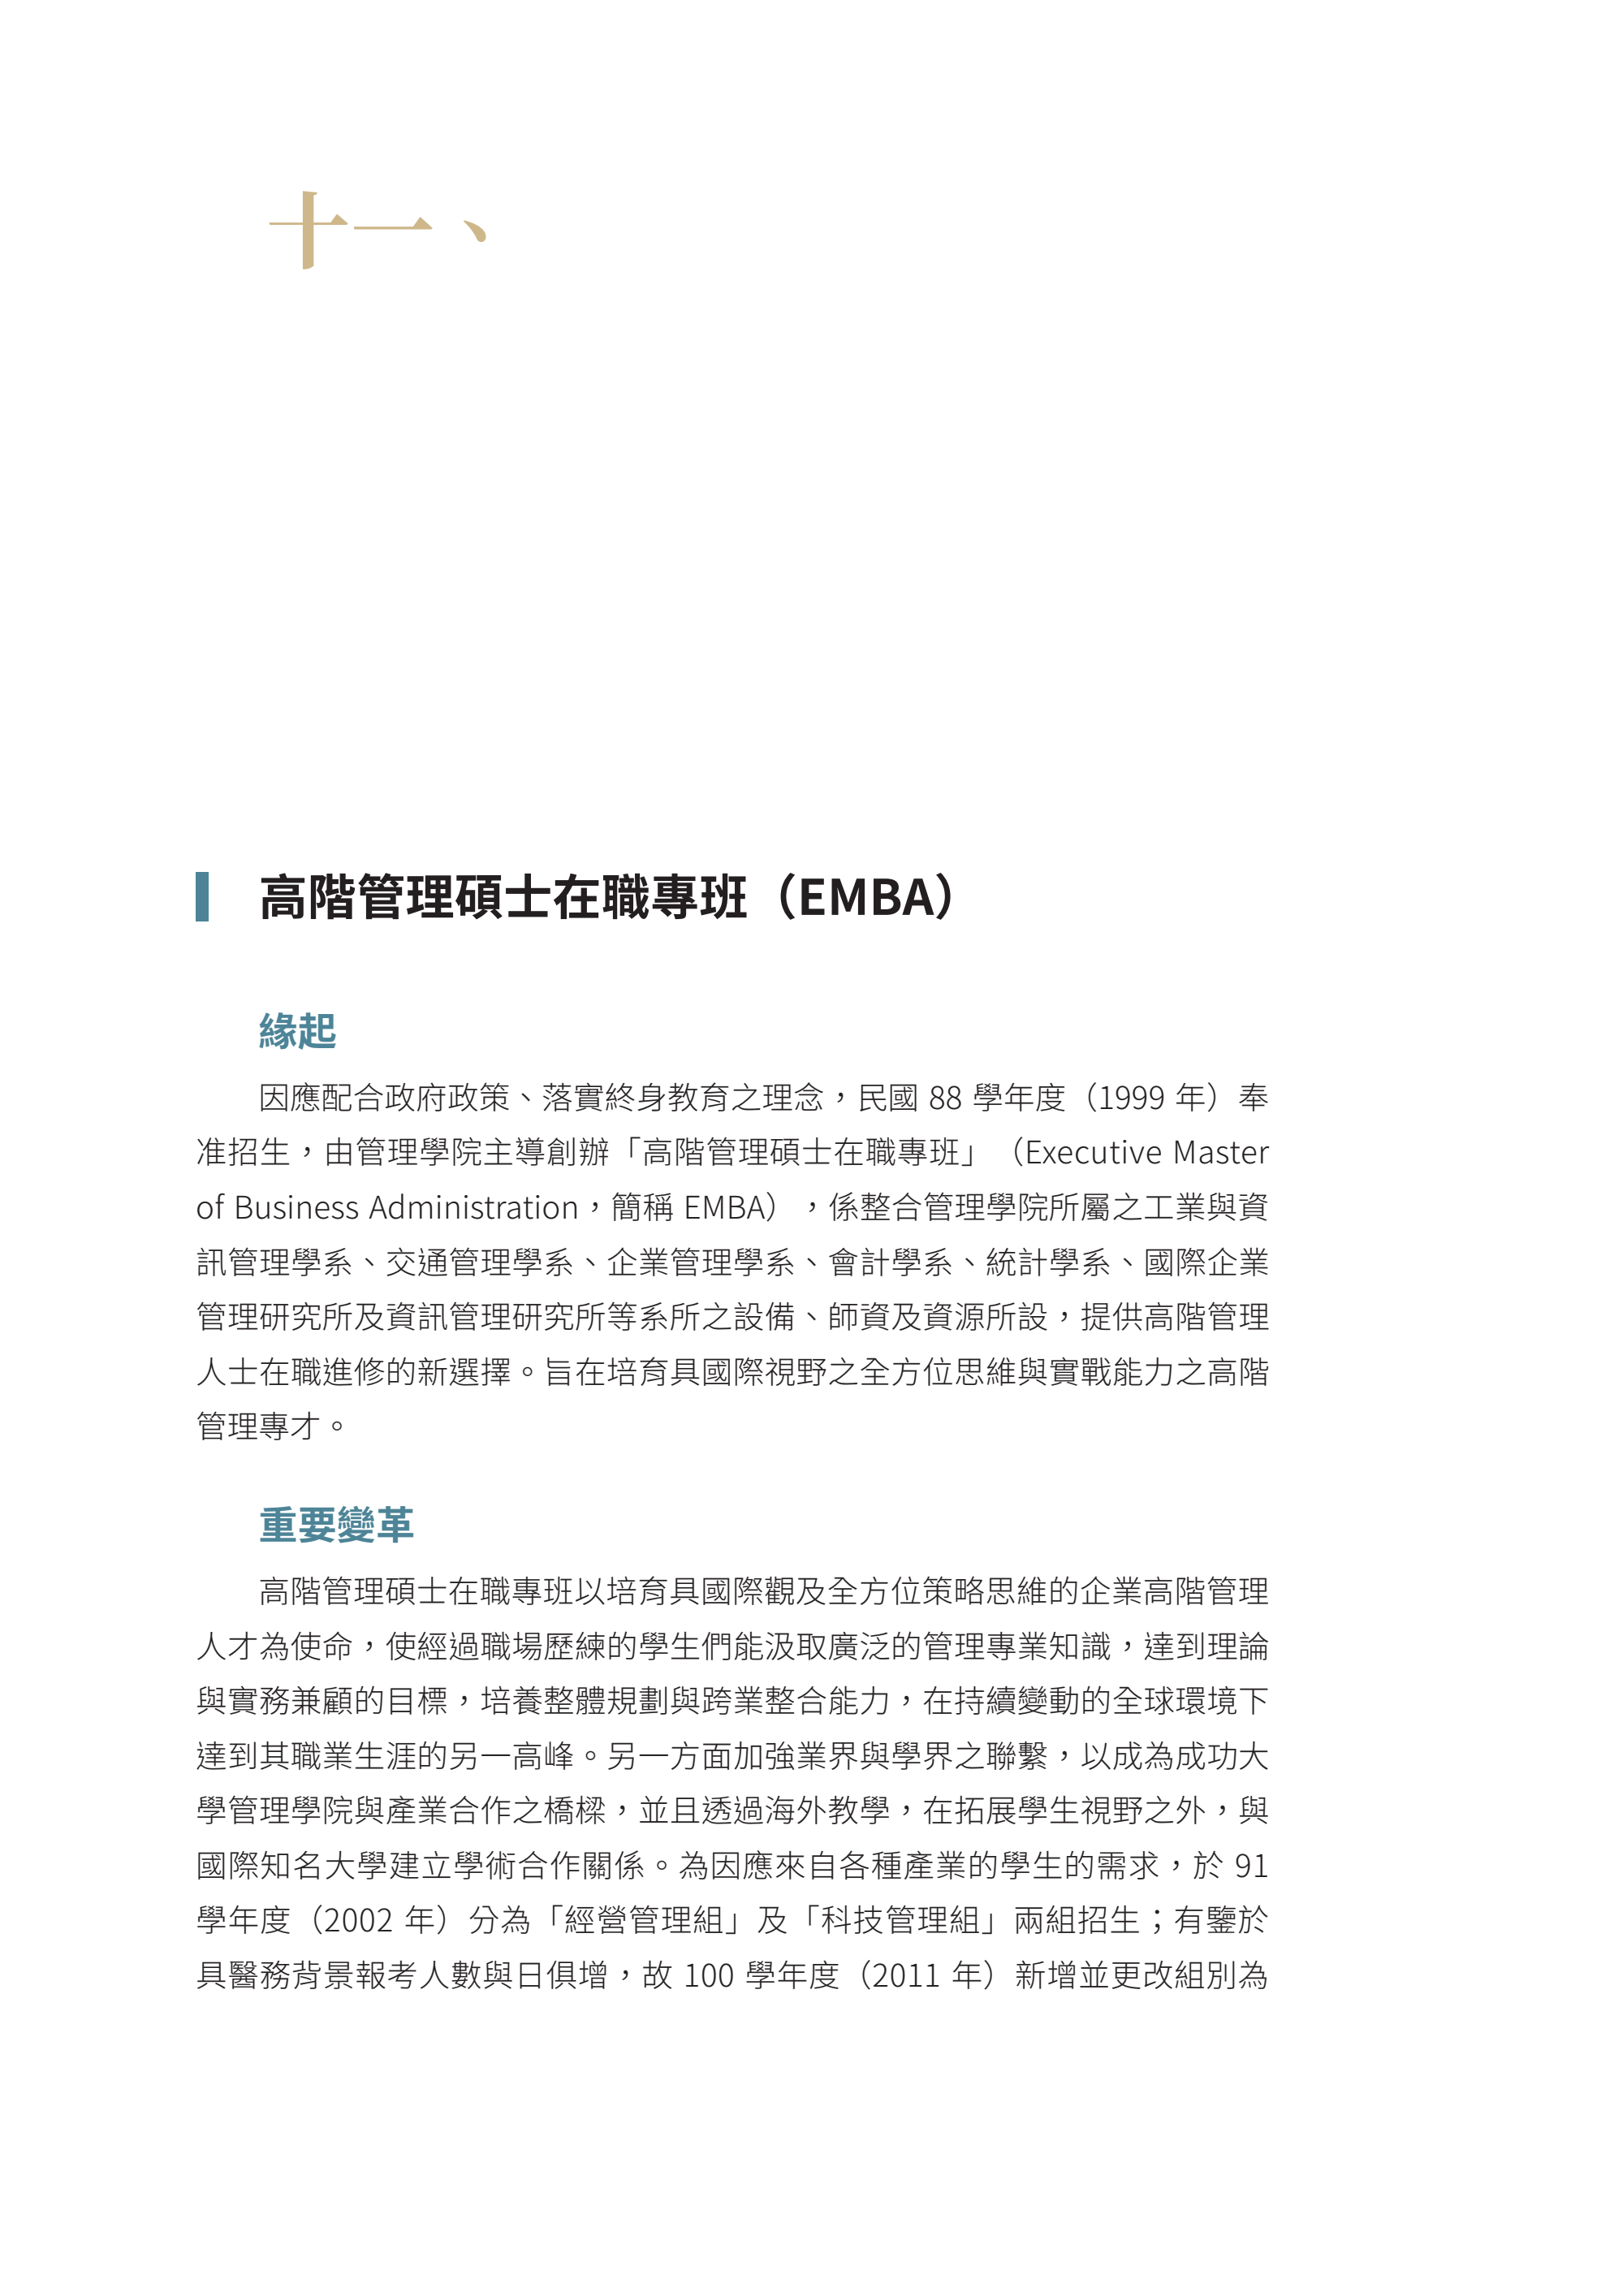 十一、
高階管理碩士在職專班（EMBA）
緣起
因應配合政府政策、落實終身教育之理念，民國 88 學年度（1999 年）奉
准招生，由管理學院主導創辦「高階管理碩士在職專班」（Executive Master
of Business Administration，簡稱 EMBA），係整合管理學院所屬之工業與資
訊管理學系、交通管理學系、企業管理學系、會計學系、統計學系、國際企業
管理研究所及資訊管理研究所等系所之設備、師資及資源所設，提供高階管理
人士在職進修的新選擇。旨在培育具國際視野之全方位思維與實戰能力之高階
管理專才。
重要變革
高階管理碩士在職專班以培育具國際觀及全方位策略思維的企業高階管理
人才為使命，使經過職場歷練的學生們能汲取廣泛的管理專業知識，達到理論
與實務兼顧的目標，培養整體規劃與跨業整合能力，在持續變動的全球環境下
達到其職業生涯的另一高峰。另一方面加強業界與學界之聯繫，以成為成功大
學管理學院與產業合作之橋樑，並且透過海外教學，在拓展學生視野之外，與
國際知名大學建立學術合作關係。為因應來自各種產業的學生的需求，於 91
學年度（2002 年）分為「經營管理組」及「科技管理組」兩組招生；有鑒於
具醫務背景報考人數與日俱增，故 100 學年度（2011 年）新增並更改組別為